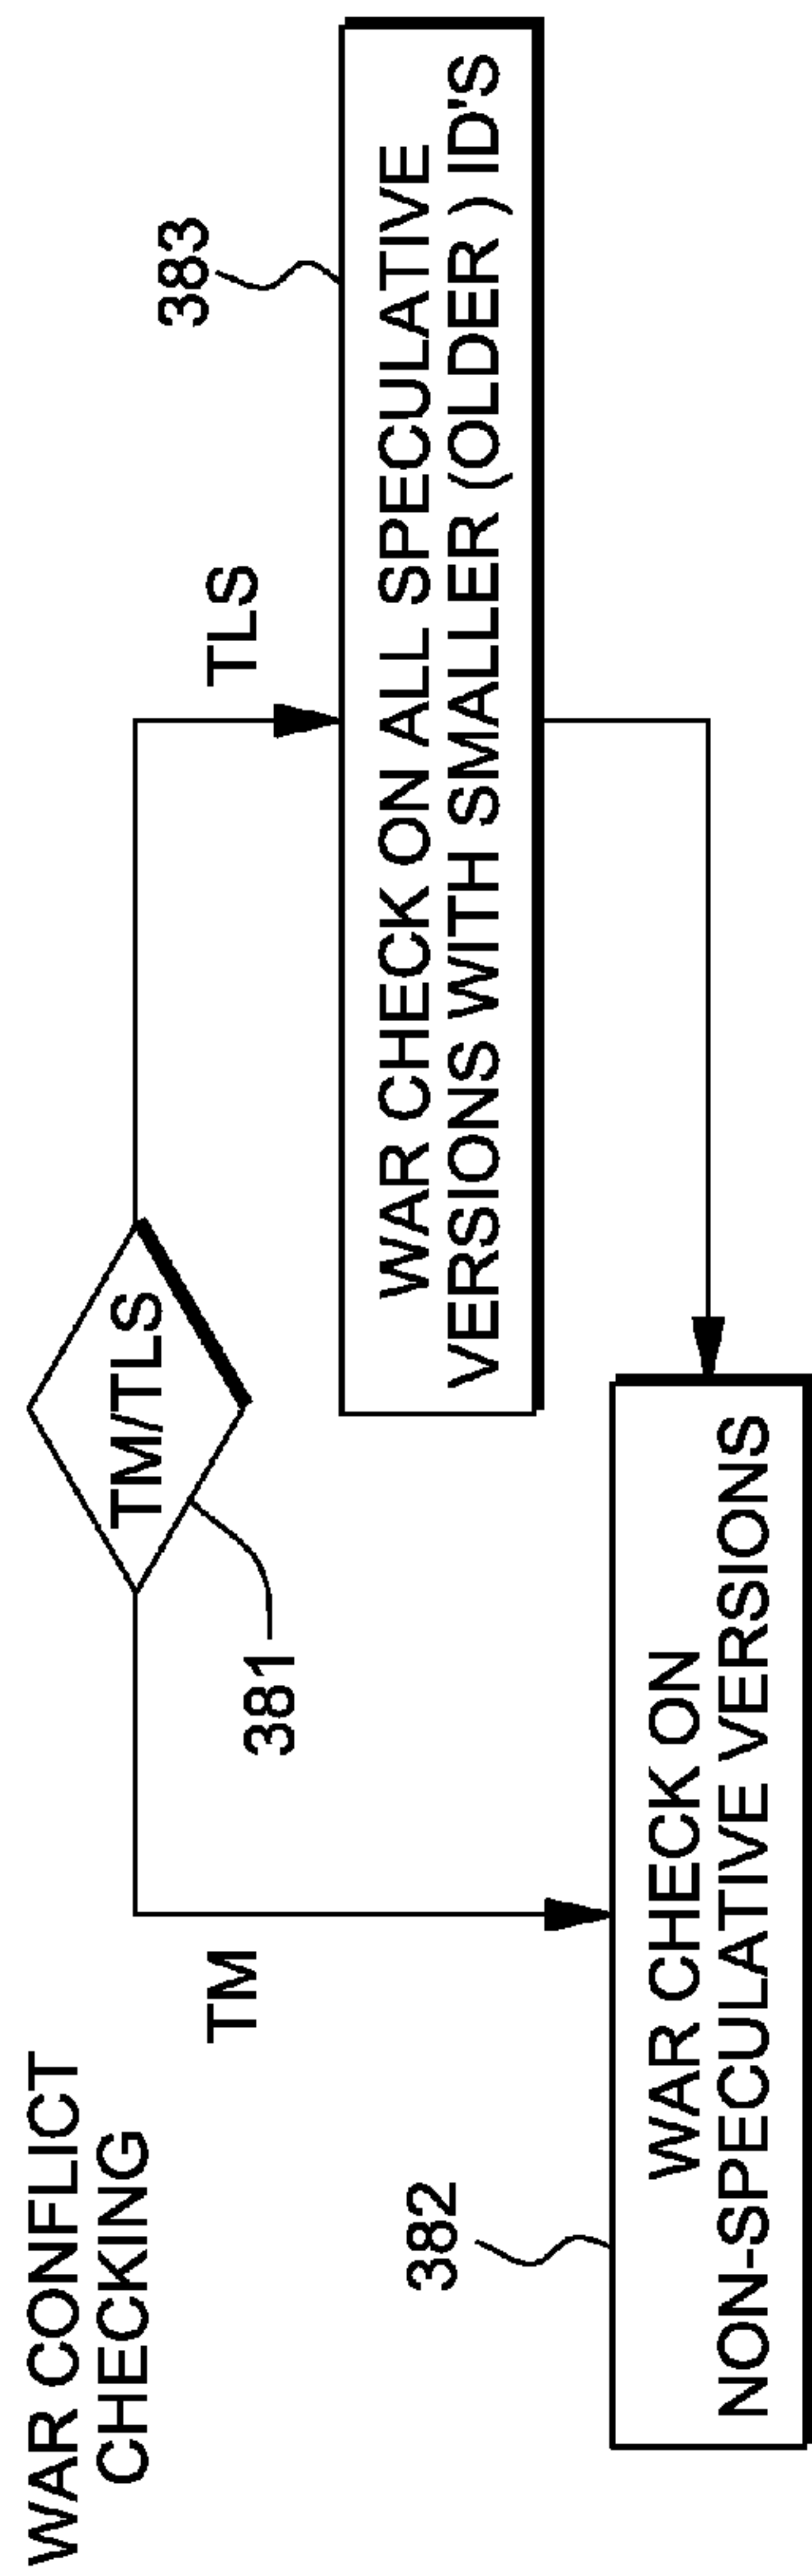 WAR CONFLICT
CHECKING
TM/TLS
381
TM
TLS
383
WAR CHECK ON ALL SPECULATIVE
VERSIONS WITH SMALLER (OLDER ) ID'S
382
WAR CHECK ON
NON-SPECULATIVE VERSIONS